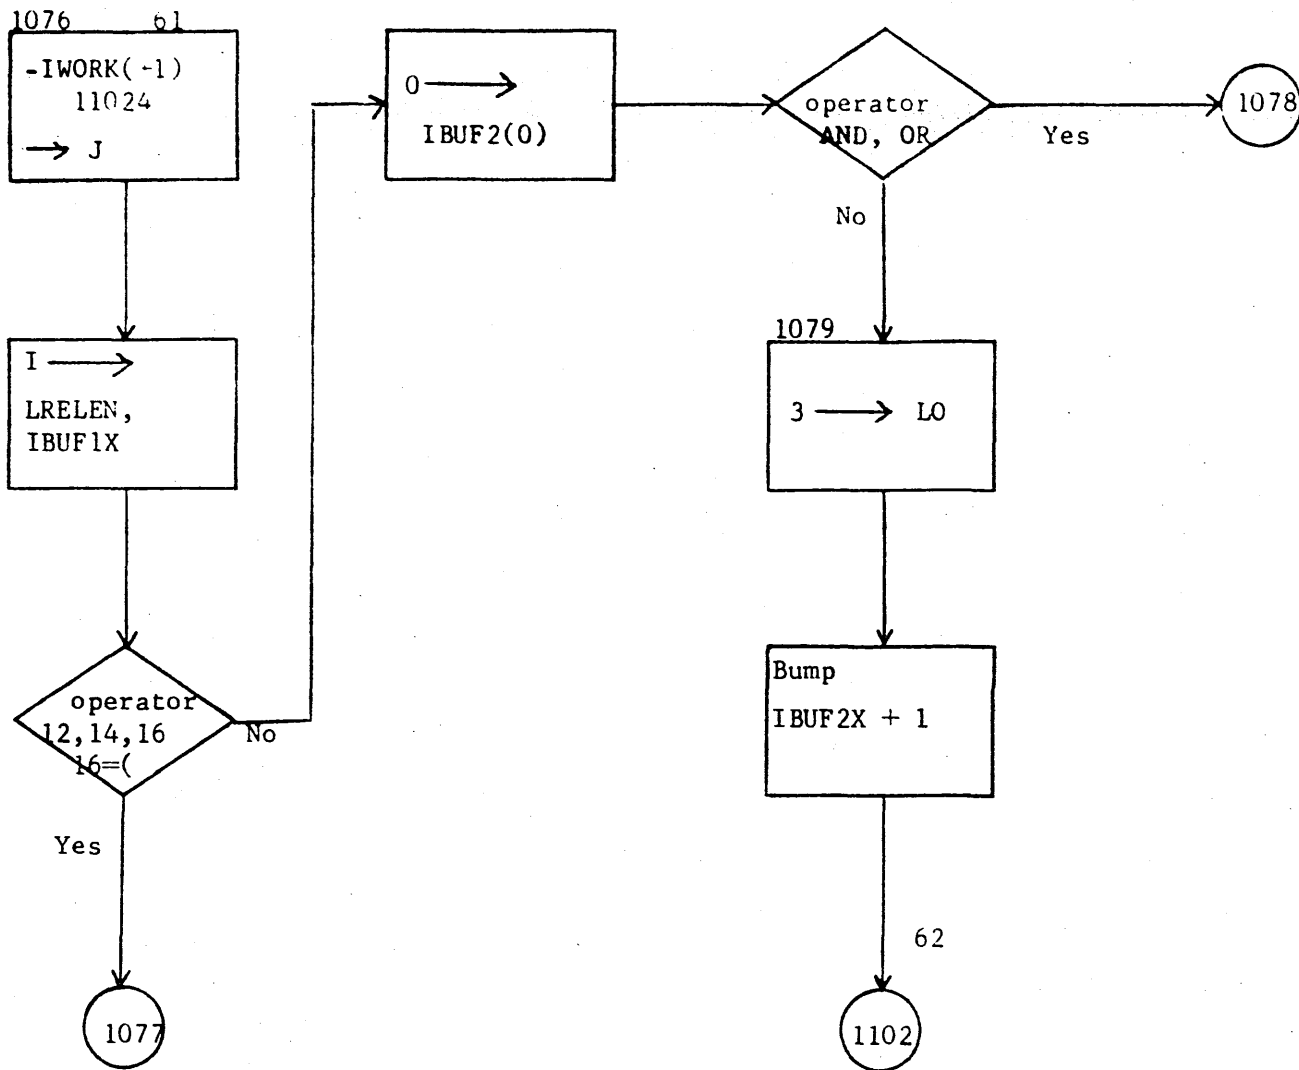 1076 61
-IWORK(-1)
11024
→ J
I →
LRELEN,
IBUF1X
operator
12,14,16
16=(
No
Yes
1077
0 →
IBUF2(0)
operator
AND, OR
Yes
1078
No
1079
3 → LO
Bump
IBUF2X + 1
62
1102